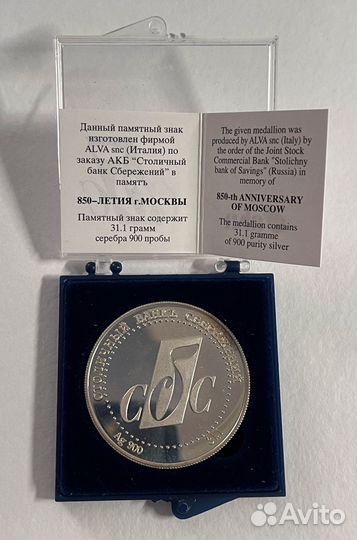 Данный памятный знак
изготовлен фирмой
ALVA snc (Италия) по
заказу АКБ “Столичный
банк Сбережений” в
память
850–ЛЕТИЯ г.МОСКВЫ
Памятный знак содержит
31.1 грамм
серебра 900 пробы
The given medallion was
produced by ALVA snc (Italy) by
the order of the Joint Stock
Commercial Bank "Stolichny
bank of Savings" (Russia) in
memory of
850-th ANNIVERSARY
OF MOSCOW
The medallion contains
31.1 gramme
of 900 purity silver
СТОЛИЧНЫЙ БАНКЪ СБЕРЕЖЕНИЙ
СБС
Ag 900
Avito